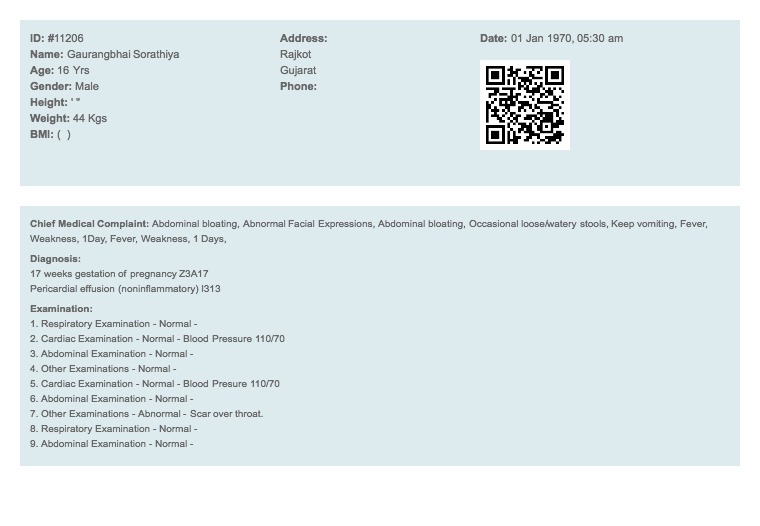 ID: #11206
Name: Gaurangbhai Sorathiya
Age: 16 Yrs
Gender: Male
Height: ' "
Weight: 44 Kgs
BMI: ( )
Address:
Rajkot
Gujarat
Phone:
Date: 01 Jan 1970, 05:30 am
Chief Medical Complaint: Abdominal bloating, Abnormal Facial Expressions, Abdominal bloating, Occasional loose/watery stools, Keep vomiting, Fever,
Weakness, 1Day, Fever, Weakness, 1 Days,
Diagnosis:
17 weeks gestation of pregnancy Z3A17
Pericardial effusion (noninflammatory) I313
Examination:
1. Respiratory Examination - Normal -
2. Cardiac Examination - Normal - Blood Pressure 110/70
3. Abdominal Examination - Normal -
4. Other Examinations - Normal -
5. Cardiac Examination - Normal - Blood Presure 110/70
6. Abdominal Examination - Normal -
7. Other Examinations - Abnormal - Scar over throat.
8. Respiratory Examination - Normal -
9. Abdominal Examination - Normal -